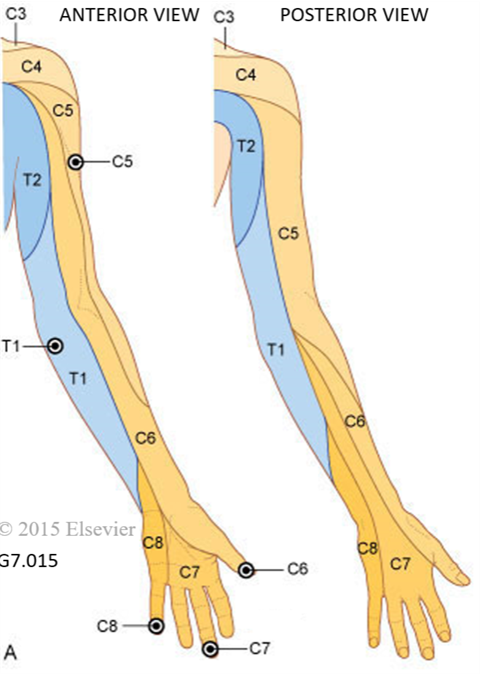 ANTERIOR VIEW
POSTERIOR VIEW
C3
C4
C5
C5
T2
T1
T1
C6
© 2015 Elsevier
G7.015
C8
C7
C6
C8
C7
A
C3
C4
T2
C5
T1
C6
C8
C7